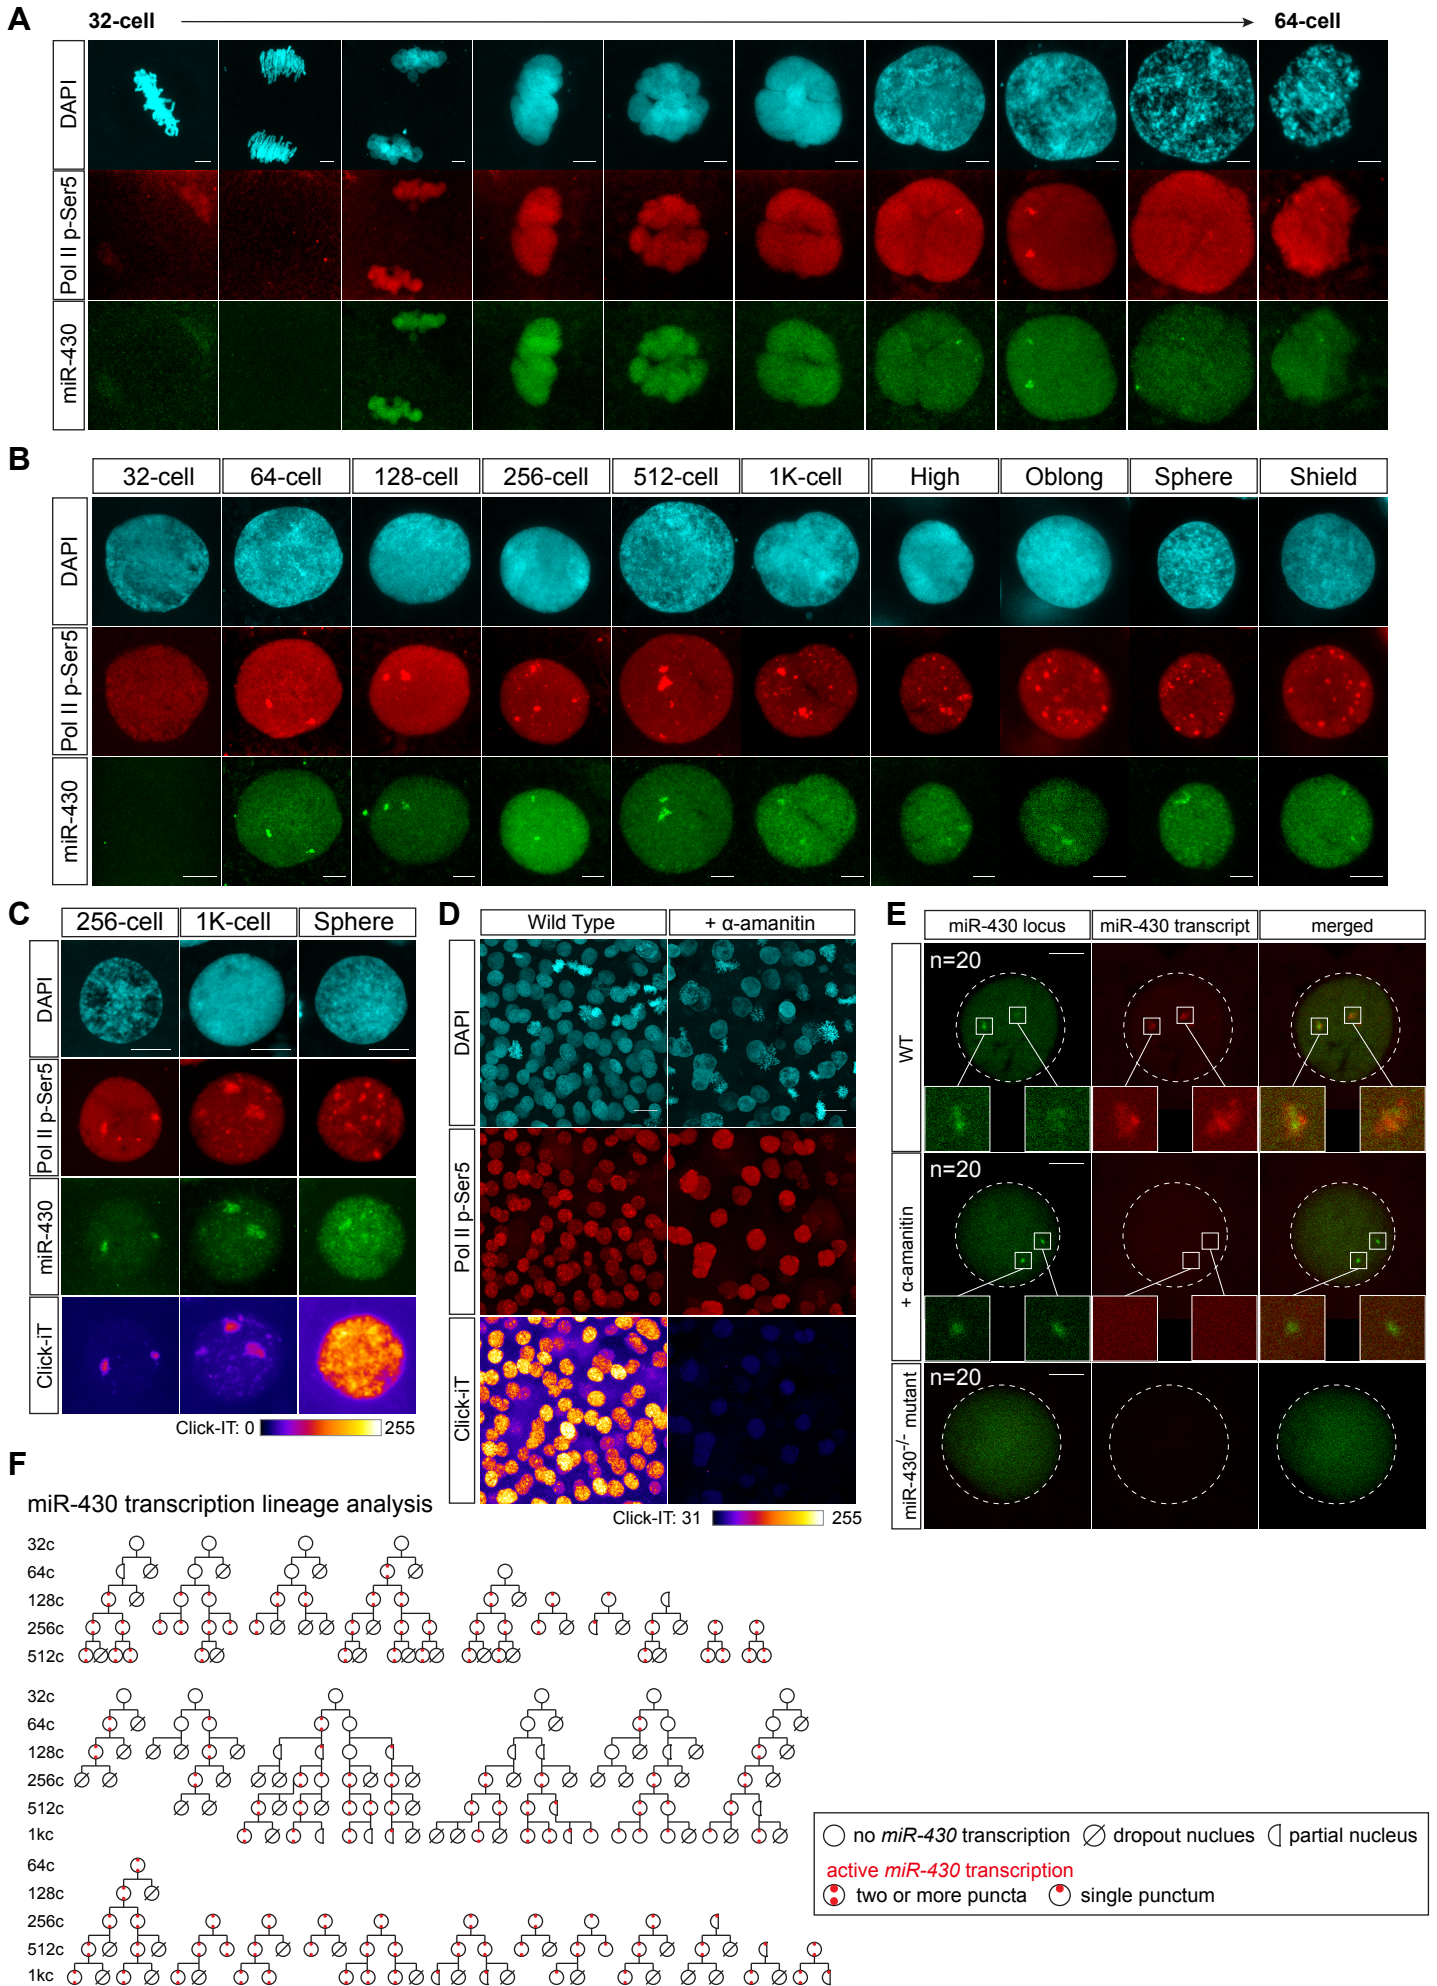 A
32-cell
64-cell
DAPI
Pol II p-Ser5
miR-430
B
32-cell
64-cell
128-cell
256-cell
512-cell
1K-cell
High
Oblong
Sphere
Shield
DAPI
Pol II p-Ser5
miR-430
C
256-cell
1K-cell
Sphere
DAPI
Pol II p-Ser5
miR-430
Click-iT
Click-IT: 0
255
D
Wild Type
+ α-amanitin
DAPI
Pol II p-Ser5
Click-iT
Click-IT: 31
255
E
miR-430 locus
miR-430 transcript
merged
WT
n=20
+ α-amanitin
n=20
miR-430-/- mutant
n=20
F
miR-430 transcription lineage analysis
32c
64c
128c
256c
512c
32c
64c
128c
256c
512c
1kc
64c
128c
256c
512c
1kc
no miR-430 transcription
dropout nuclues
partial nucleus
active miR-430 transcription
two or more puncta
single punctum